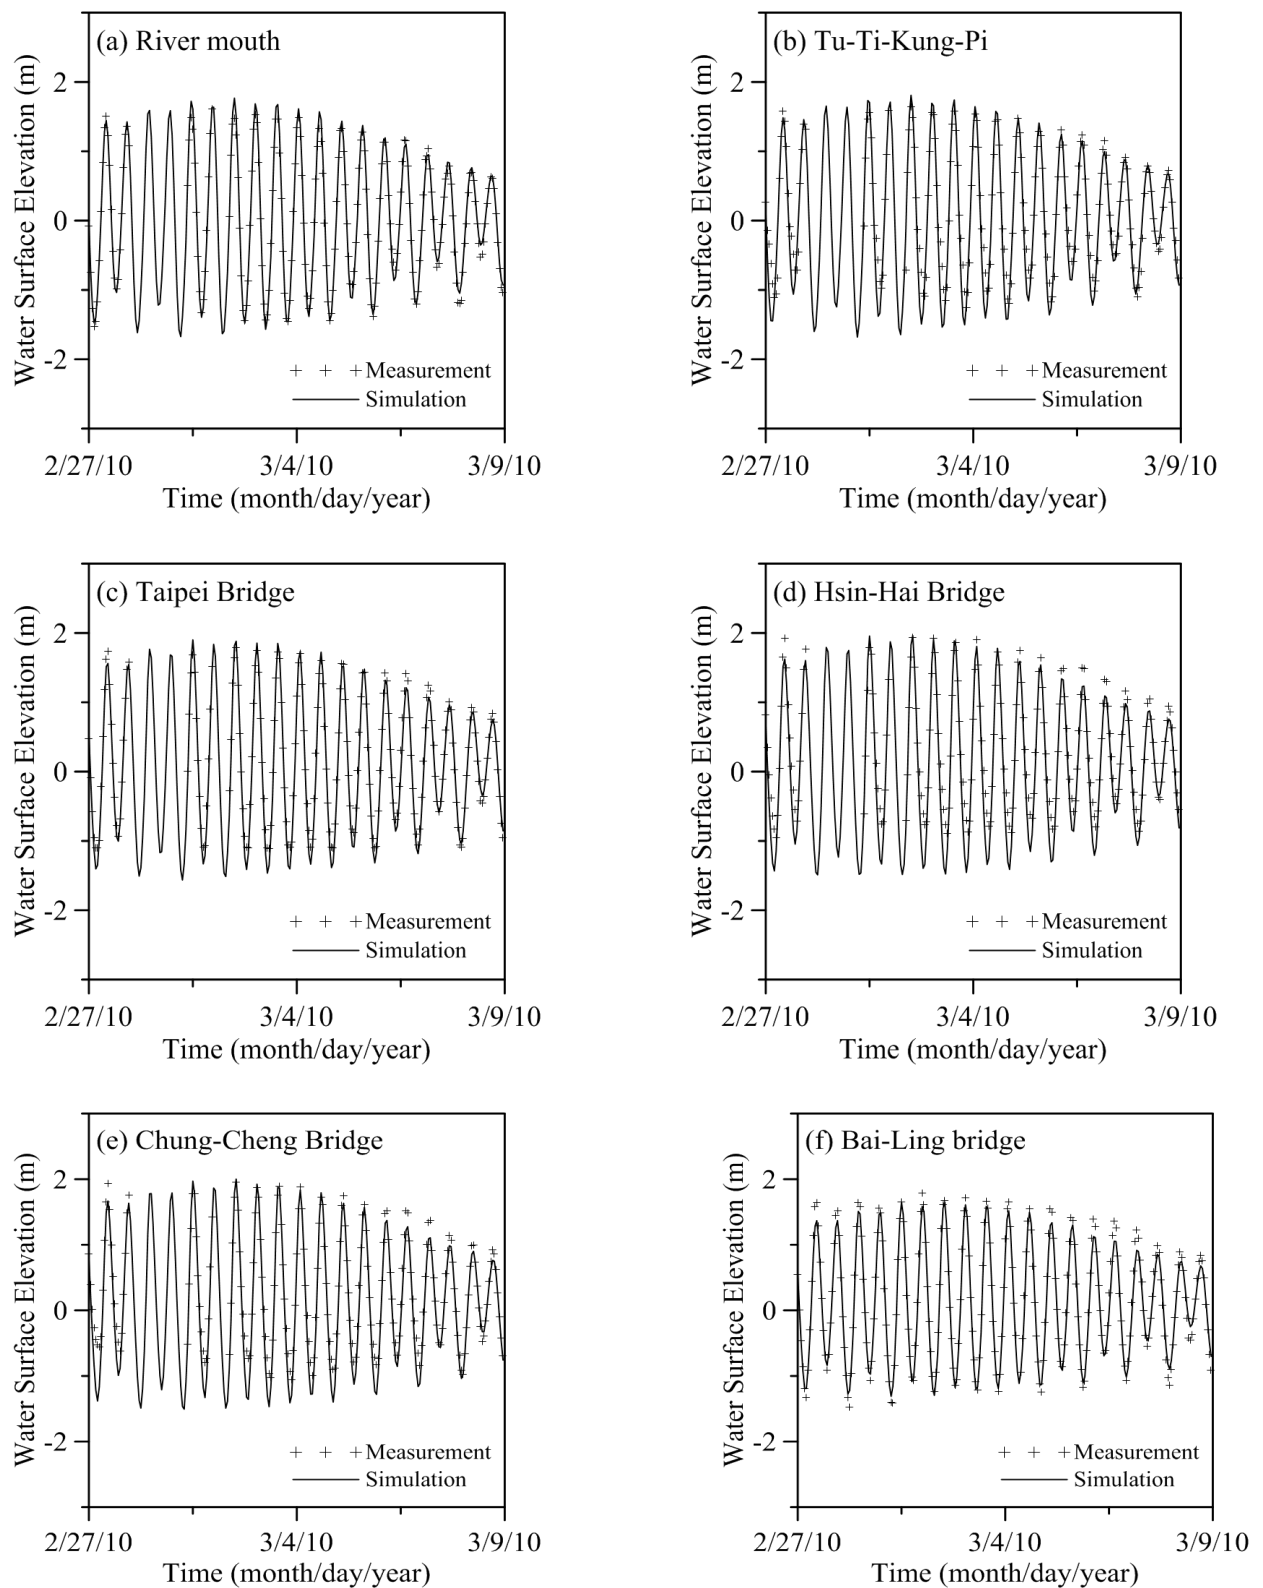 (a) River mouth
Water Surface Elevation (m)
2
0
-2
+ + + Measurement
Simulation
2/27/10 3/4/10 3/9/10
Time (month/day/year)
(b) Tu-Ti-Kung-Pi
Water Surface Elevation (m)
2
0
-2
+ + + Measurement
Simulation
2/27/10 3/4/10 3/9/10
Time (month/day/year)
(c) Taipei Bridge
Water Surface Elevation (m)
2
0
-2
+ + + Measurement
Simulation
2/27/10 3/4/10 3/9/10
Time (month/day/year)
(d) Hsin-Hai Bridge
Water Surface Elevation (m)
2
0
-2
+ + + Measurement
Simulation
2/27/10 3/4/10 3/9/10
Time (month/day/year)
(e) Chung-Cheng Bridge
Water Surface Elevation (m)
2
0
-2
+ + + Measurement
Simulation
2/27/10 3/4/10 3/9/10
Time (month/day/year)
(f) Bai-Ling bridge
Water Surface Elevation (m)
2
0
-2
+ + + Measurement
Simulation
2/27/10 3/4/10 3/9/10
Time (month/day/year)